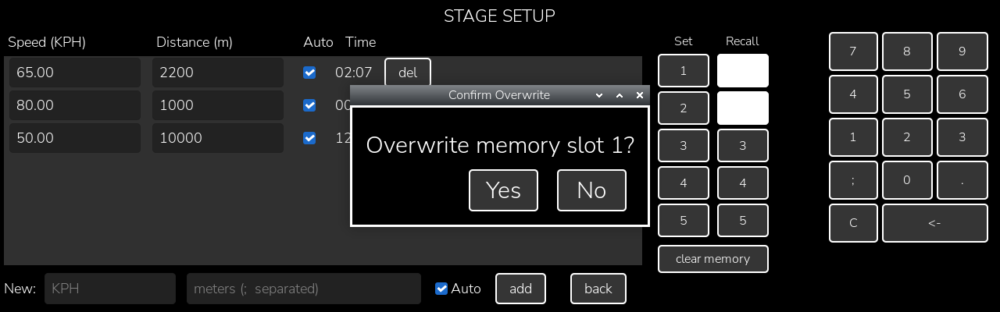 STAGE SETUP
Speed (KPH) Distance (m) Auto Time Set Recall
65.00 2200 02:07 del
80.00 1000 00
50.00 10000 12
Confirm Overwrite
Overwrite memory slot 1?
Yes No
1
2
3 3
4 4
5 5
clear memory
7 8 9
4 5 6
1 2 3
; 0 .
C <-
New: KPH meters (; separated) Auto add back